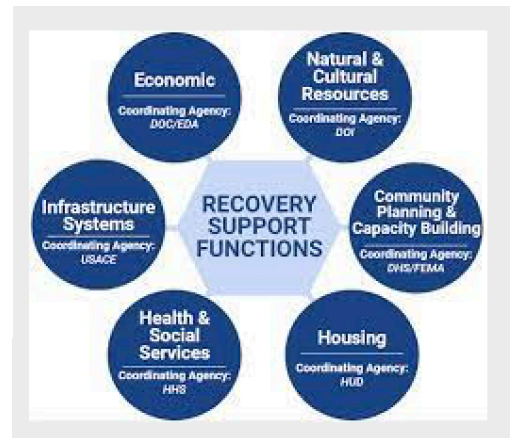 Economic
Coordinating Agency:
DOC/EDA
Natural &
Cultural
Resources
Coordinating Agency:
DOI
Infrastructure
Systems
Coordinating Agency:
USACE
RECOVERY
SUPPORT
FUNCTIONS
Community
Planning &
Capacity Building
Coordinating Agency:
DHS/FEMA
Health &
Social
Services
Coordinating Agency:
HHS
Housing
Coordinating Agency:
HUD